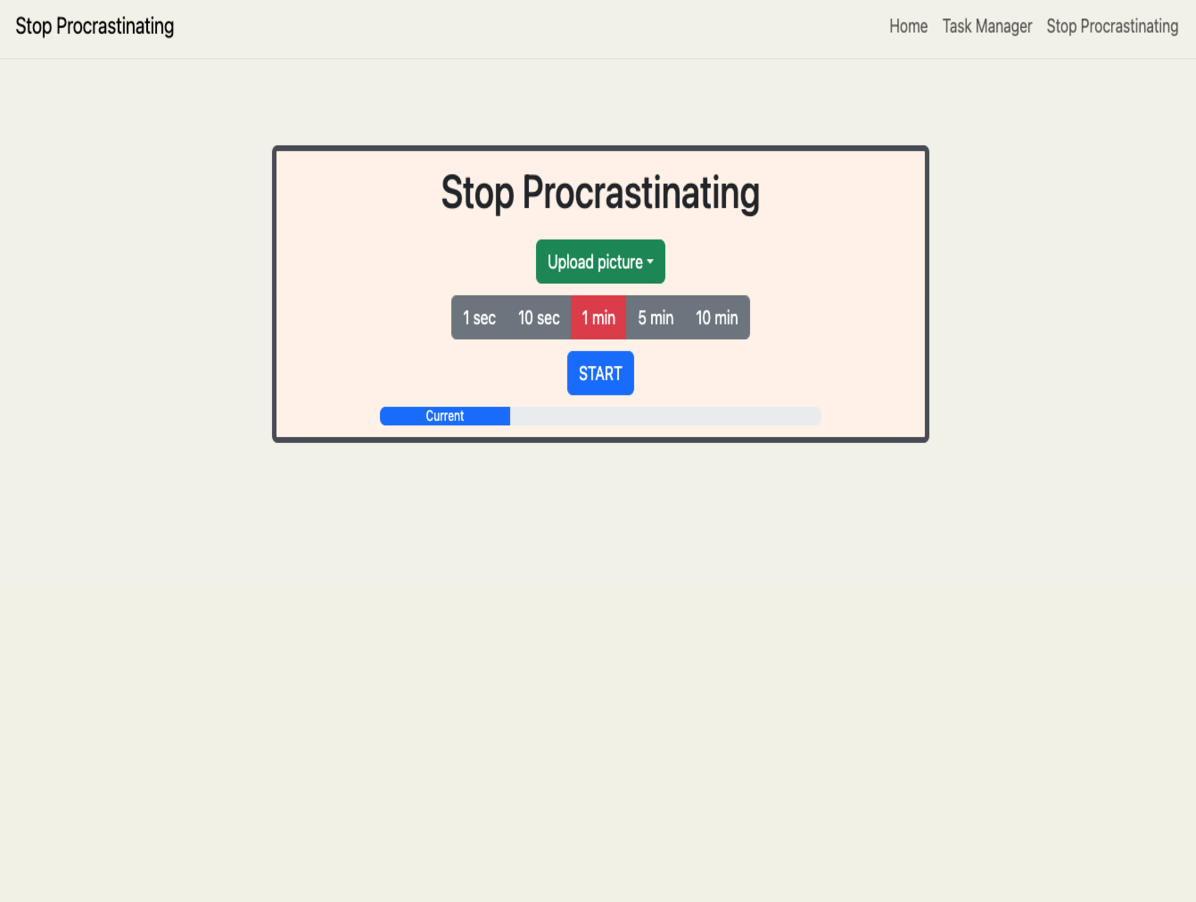 Stop Procrastinating Home Task Manager Stop Procrastinating
Stop Procrastinating
Upload picture
1 sec 10 sec 1 min 5 min 10 min
START
Current